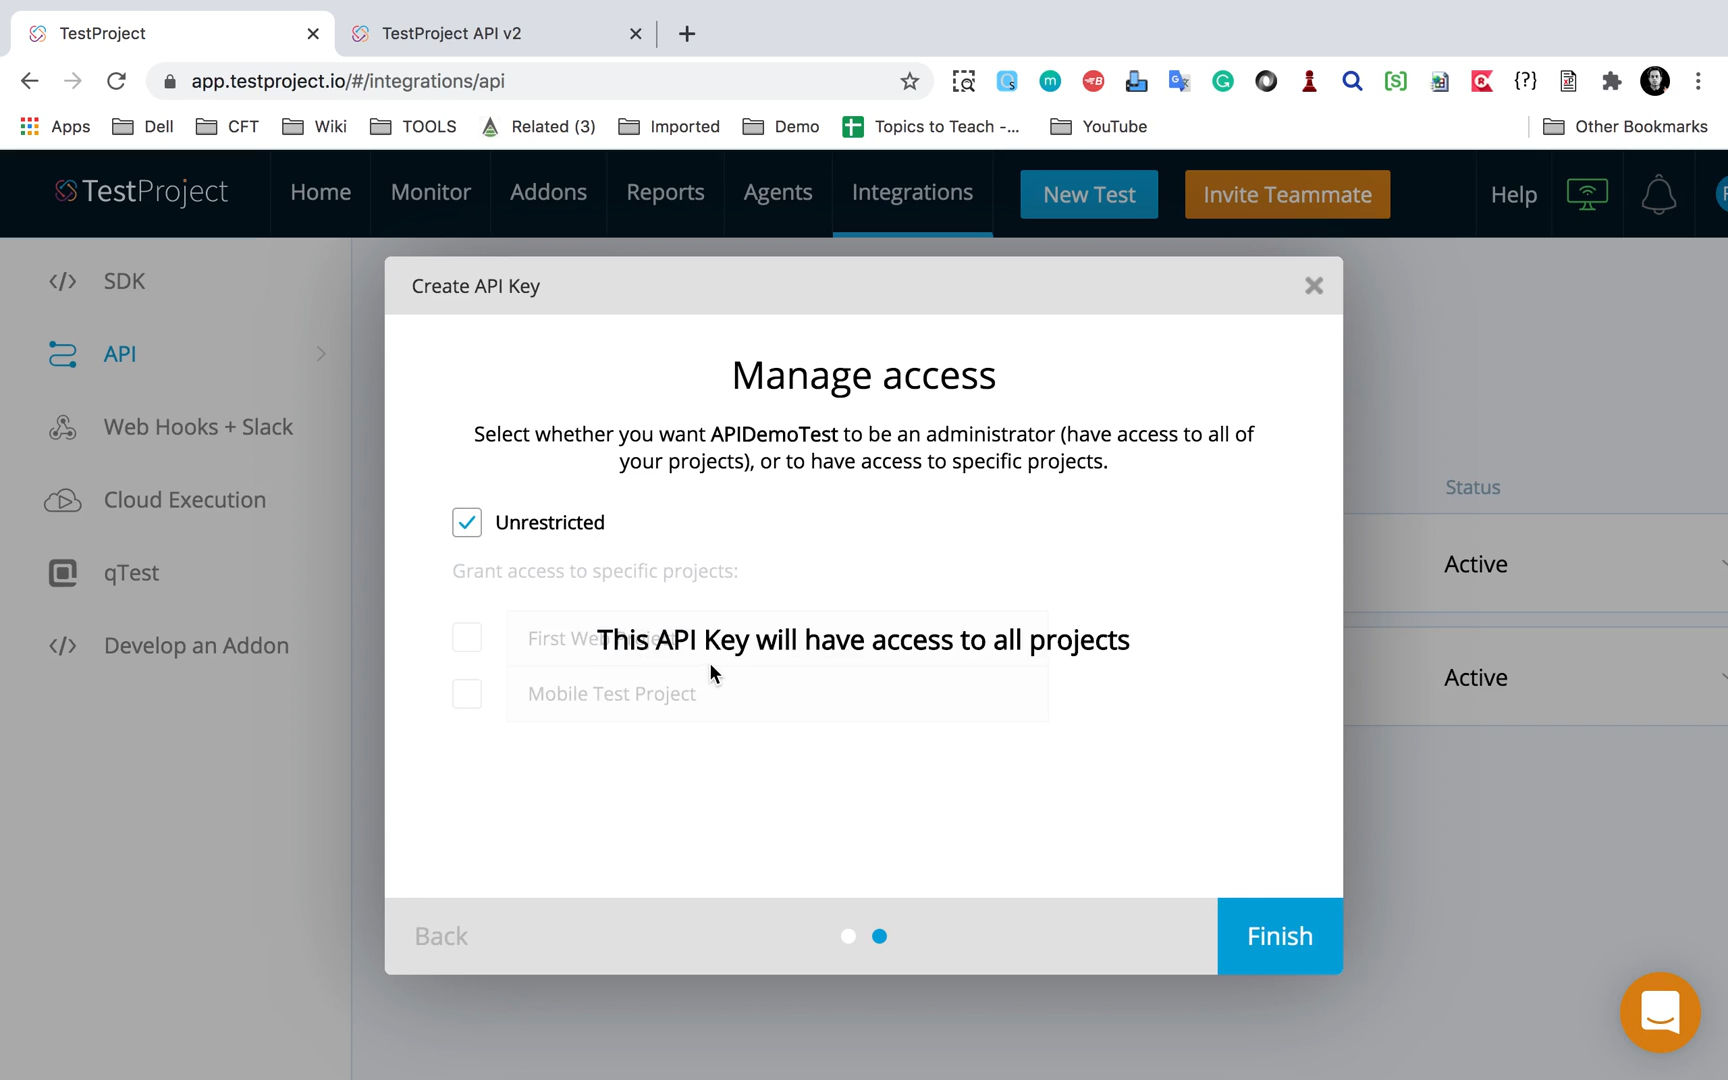 TestProject
TestProject API v2
app.testproject.io/#/integrations/api
Apps
Dell
CFT
Wiki
TOOLS
Related (3)
Imported
Demo
Topics to Teach -...
YouTube
Other Bookmarks
TestProject
Home
Monitor
Addons
Reports
Agents
Integrations
New Test
Invite Teammate
Help
SDK
API
Web Hooks + Slack
Cloud Execution
qTest
Develop an Addon
Create API Key
Manage access
Select whether you want APIDemoTest to be an administrator (have access to all of
your projects), or to have access to specific projects.
Unrestricted
Grant access to specific projects:
First Web Project
This API Key will have access to all projects
Mobile Test Project
Status
Active
Active
Back
Finish